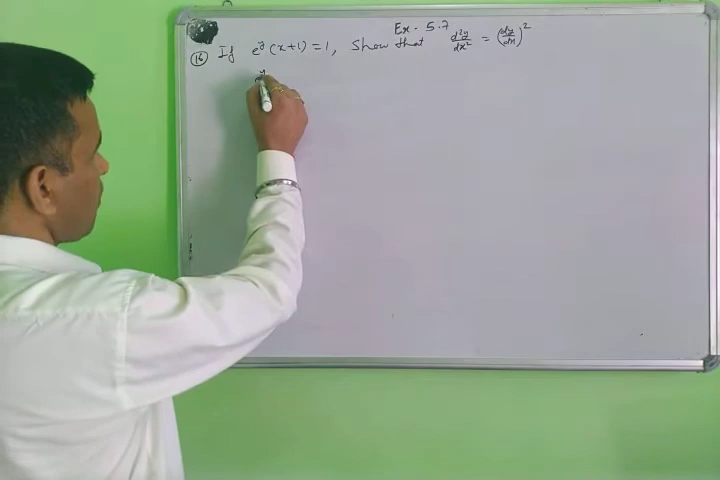 Ex - 5.7
(16) If e^y (x+1) = 1, Show that d²y/dx² = (dy/dx)²
e^y